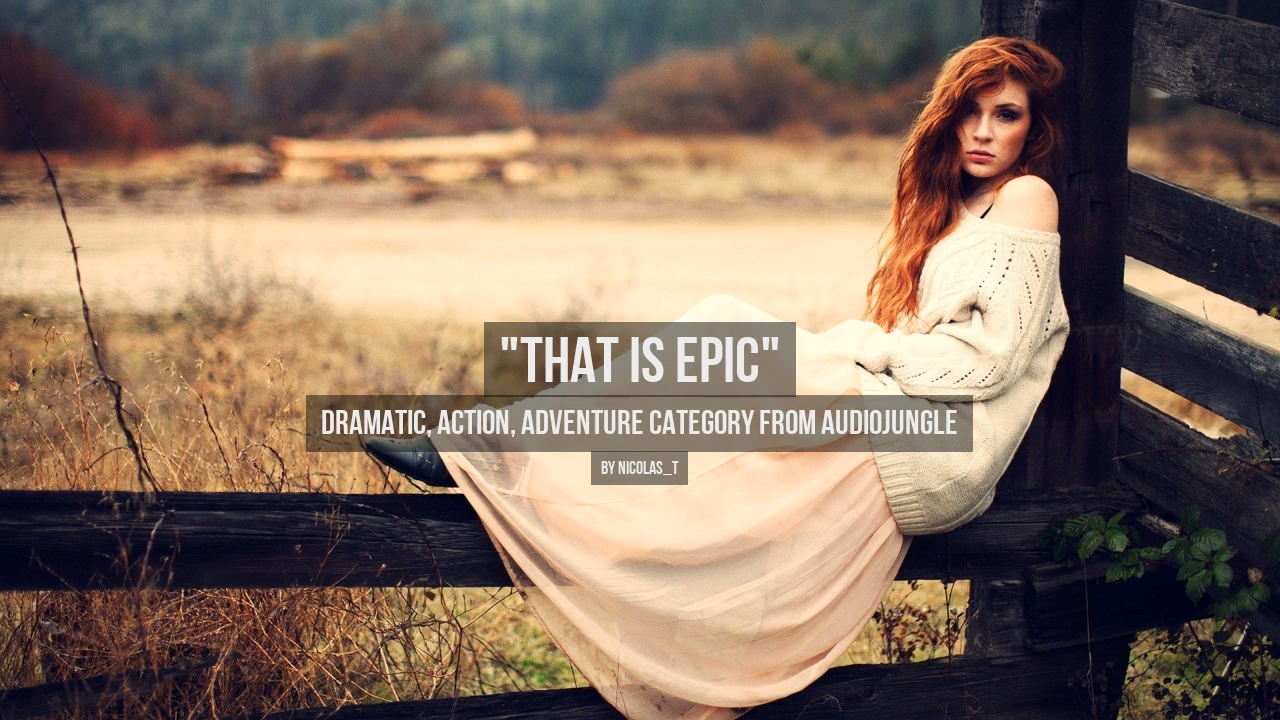 "THAT IS EPIC"
DRAMATIC, ACTION, ADVENTURE CATEGORY FROM AUDIOJUNGLE
BY NICOLAS_T